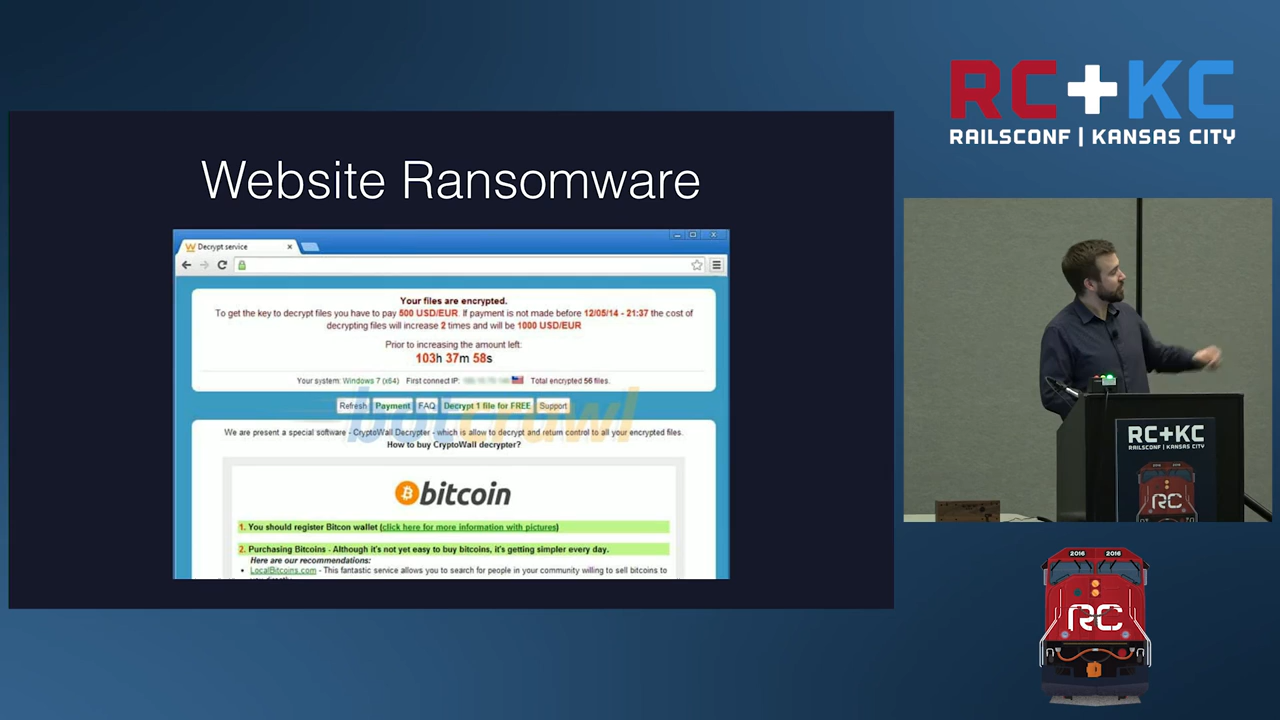 RC+KC
RAILSCONF | KANSAS CITY
Website Ransomware
Decrypt service
Your files are encrypted.
To get the key to decrypt files you have to pay 500 USD/EUR. If payment is not made before 12/05/14 - 21:37 the cost of
decrypting files will increase 2 times and will be 1000 USD/EUR
Prior to increasing the amount left:
103h 37m 58s
Your system: Windows 7 (x64) First connect IP: Total encrypted 56 files.
Refresh Payment FAQ Decrypt 1 file for FREE Support
We are present a special software - CryptoWall Decrypter - which is allow to decrypt and return control to all your encrypted files.
How to buy CryptoWall decrypter?
bitcoin
1. You should register Bitcon wallet (click here for more information with pictures)
2. Purchasing Bitcoins - Although it's not yet easy to buy bitcoins, it's getting simpler every day.
Here are our recommendations:
• LocalBitcoins.com - This fantastic service allows you to search for people in your community willing to sell bitcoins to
RC+KC
RAILSCONF | KANSAS CITY
RC
2016 2016
RC